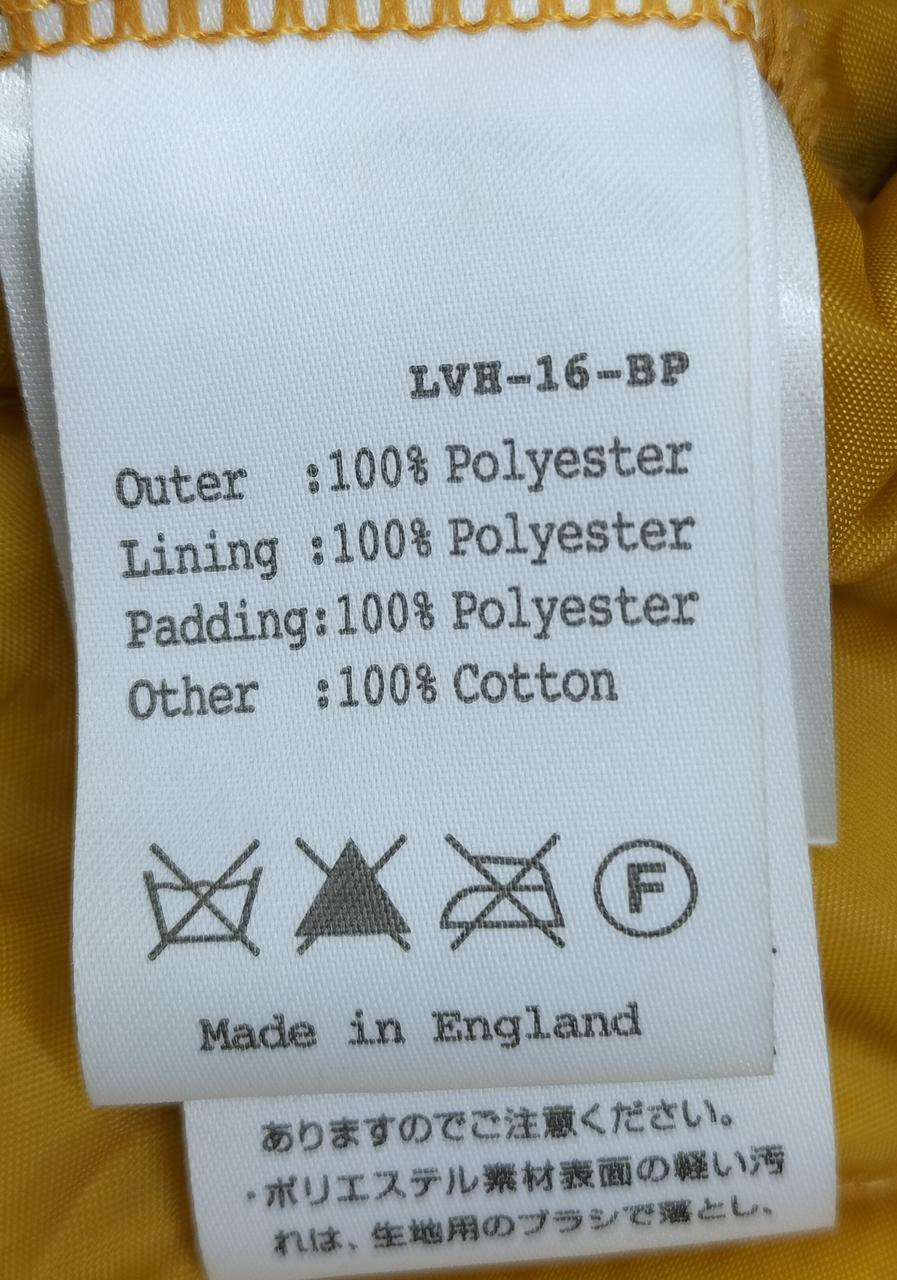 LVH-16-BP
Outer :100% Polyester
Lining :100% Polyester
Padding:100% Polyester
Other :100% Cotton
F
Made in England
ありますのでご注意ください。
・ポリエステル素材表面の軽い汚
れは、生地用のブラシで落とし、